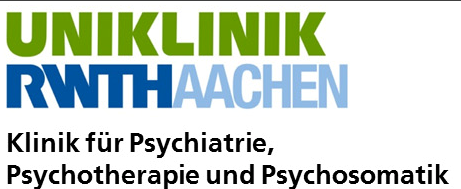 UNIKLINIK
RWTHAACHEN
Klinik für Psychiatrie,
Psychotherapie und Psychosomatik